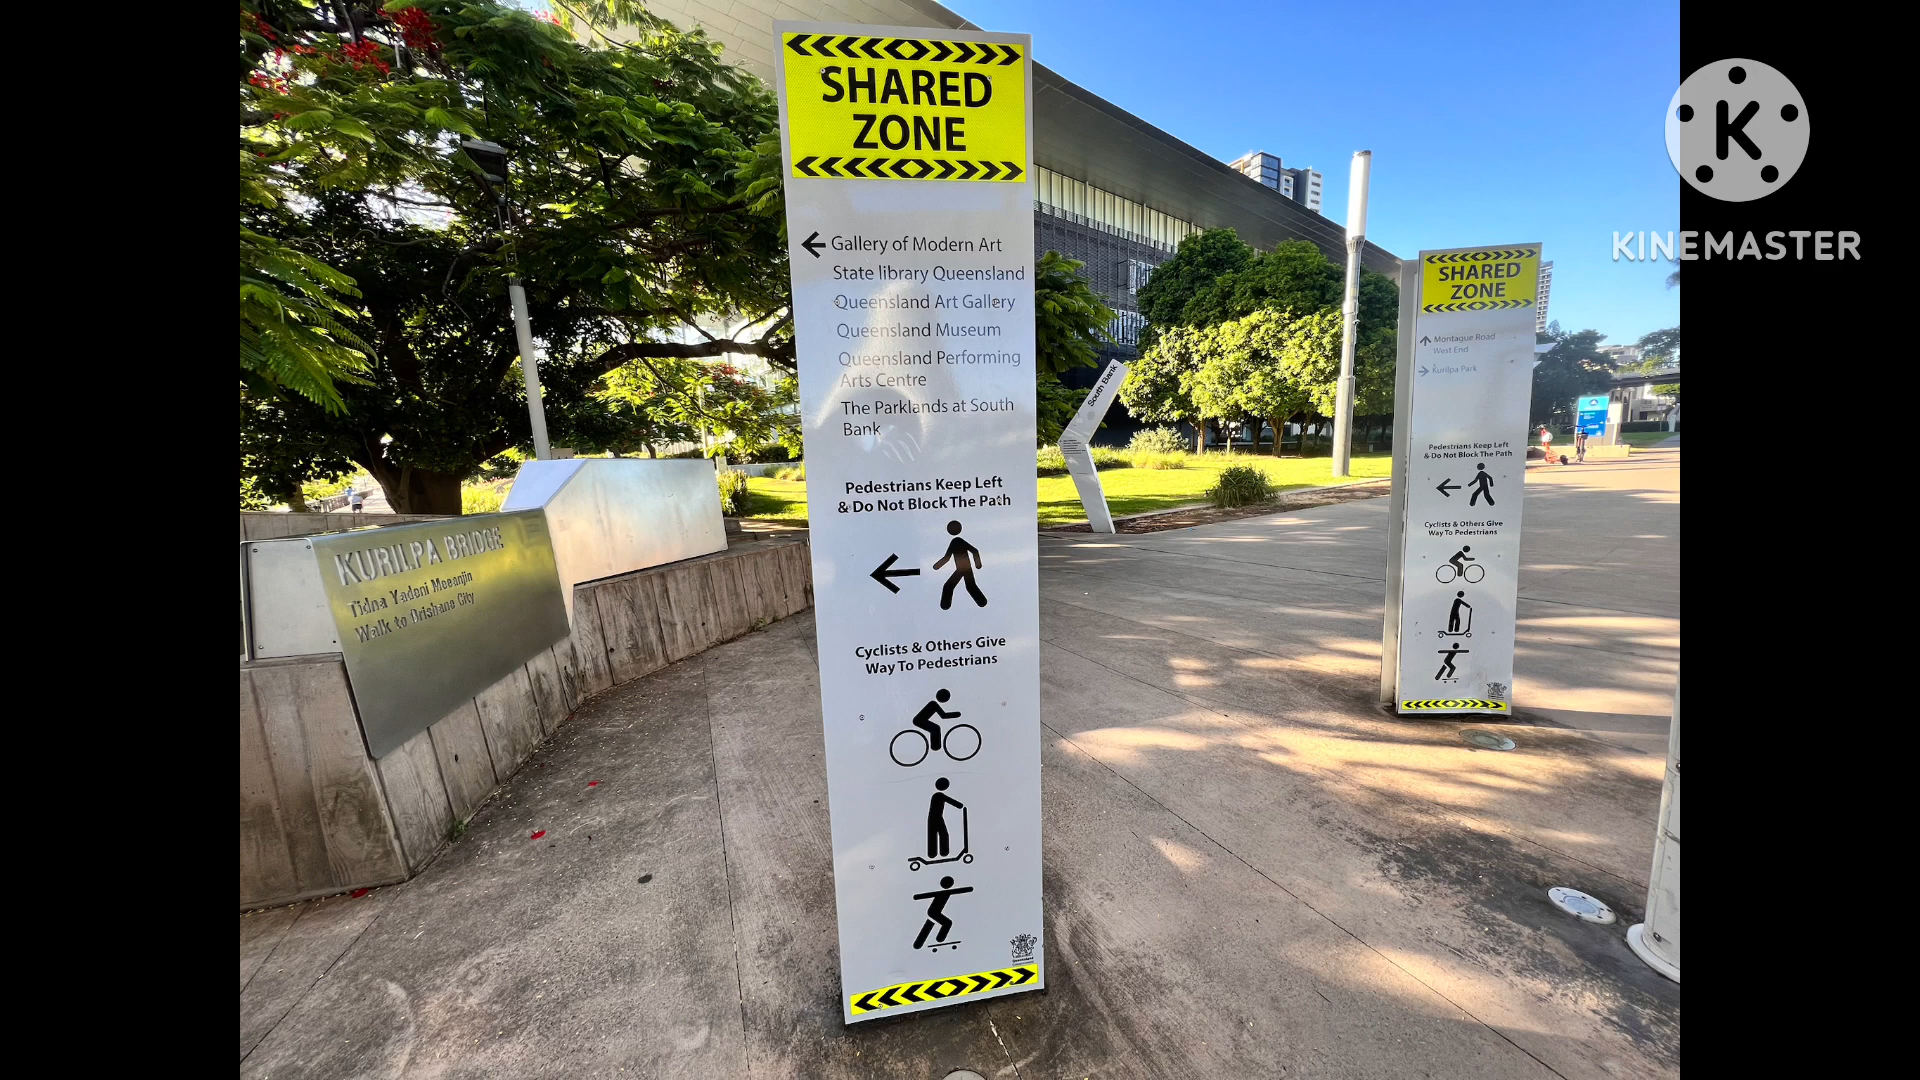 SHARED
ZONE
Gallery of Modern Art
State library Queensland
Queensland Art Gallery
Queensland Museum
Queensland Performing
Arts Centre
The Parklands at South
Bank
Pedestrians Keep Left
& Do Not Block The Path
Cyclists & Others Give
Way To Pedestrians
Queensland
KURILPA BRIDGE
Tidna Yadeni Meeanjin
Walk to Brisbane City
South Bank
SHARED
ZONE
Montague Road
West End
Kurilpa Park
Pedestrians Keep Left
& Do Not Block The Path
Cyclists & Others Give
Way To Pedestrians
K
KINEMASTER